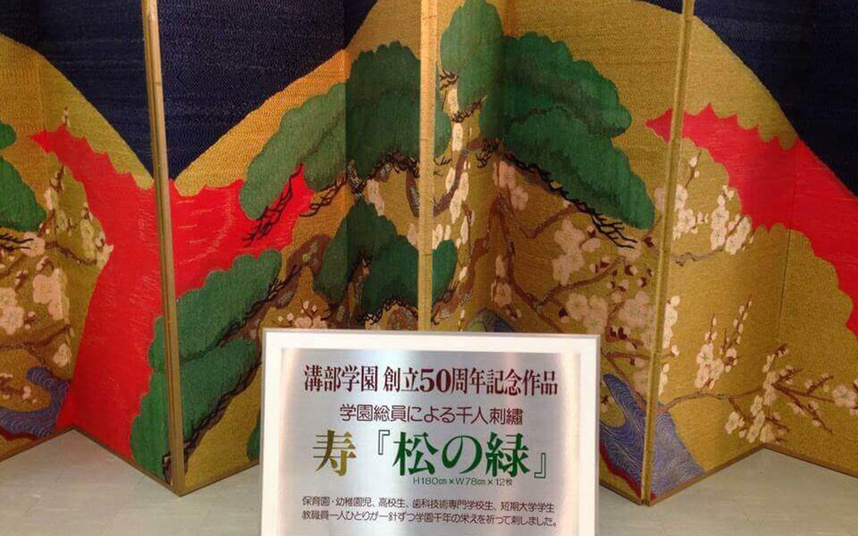 溝部学園 創立50周年記念作品
学園総員による千人刺繡
寿『松の緑』
H180㎝×W78㎝×12枚
保育園・幼稚園児、高校生、歯科技術専門学校生、短期大学学生
教職員一人ひとりが一針ずつ学園千年の栄えを祈って刺しました。